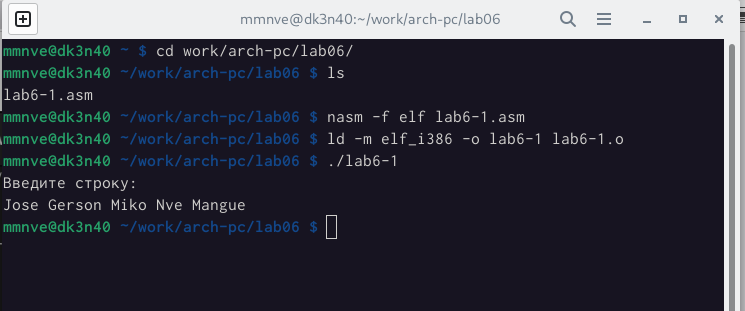 mmnve@dk3n40:~/work/arch-pc/lab06
mmnve@dk3n40 ~ $ cd work/arch-pc/lab06/
mmnve@dk3n40 ~/work/arch-pc/lab06 $ ls
lab6-1.asm
mmnve@dk3n40 ~/work/arch-pc/lab06 $ nasm -f elf lab6-1.asm
mmnve@dk3n40 ~/work/arch-pc/lab06 $ ld -m elf_i386 -o lab6-1 lab6-1.o
mmnve@dk3n40 ~/work/arch-pc/lab06 $ ./lab6-1
Введите строку:
Jose Gerson Miko Nve Mangue
mmnve@dk3n40 ~/work/arch-pc/lab06 $